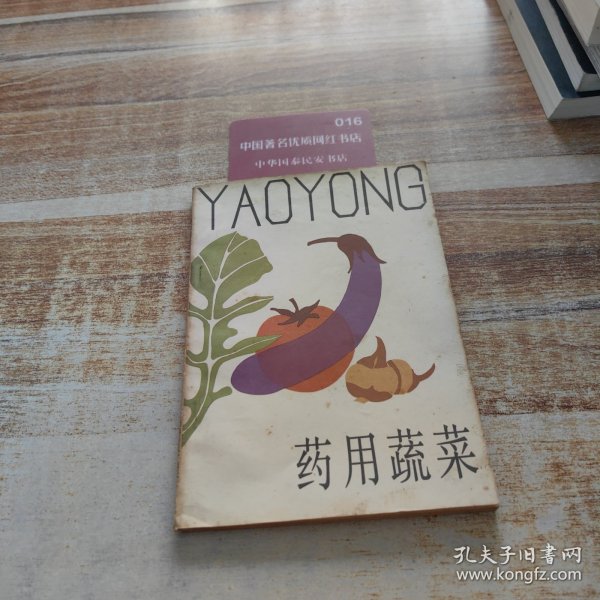 016
中国著名优质网红书店
中华国泰民安书店
YAOYONG
药用蔬菜
孔夫子旧书网
www.kongfz.com